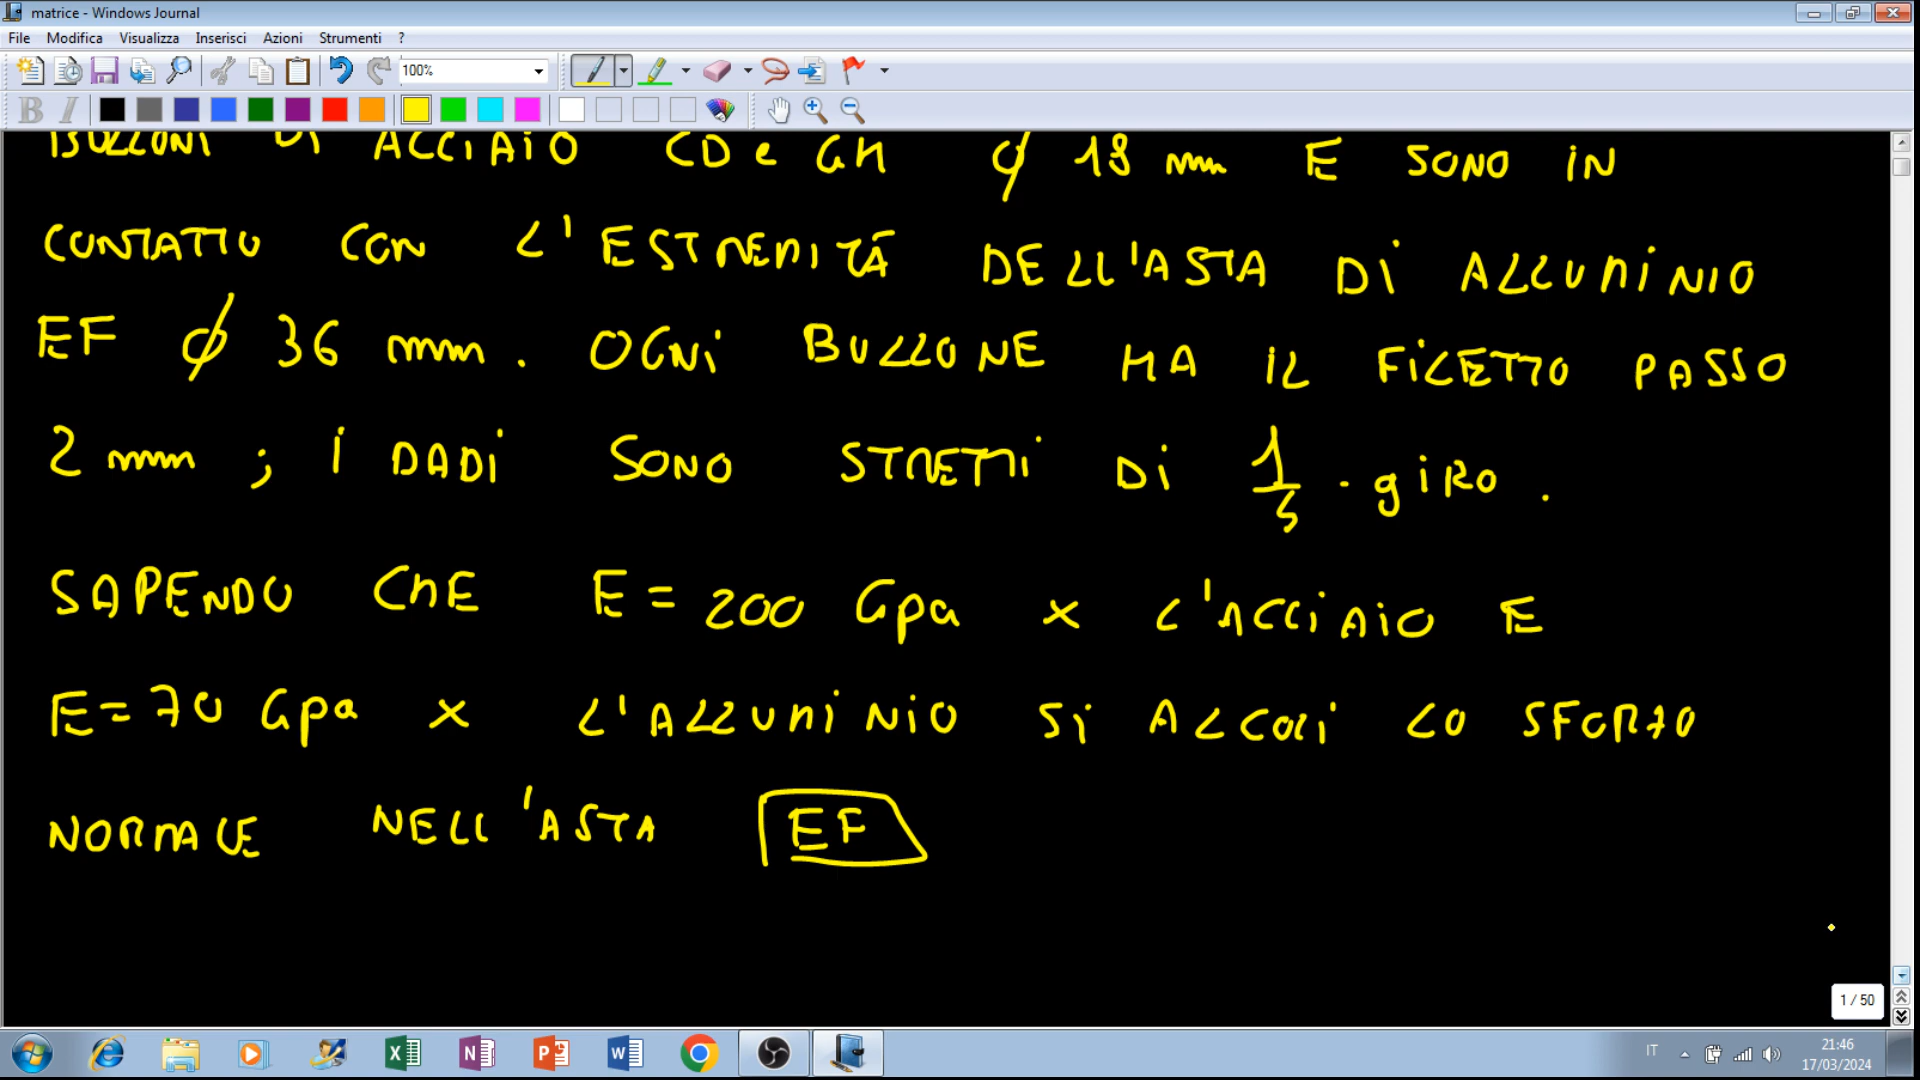 matrice - Windows Journal
File Modifica Visualizza Inserisci Azioni Strumenti ?
100%
BULLONI DI ACCIAIO CD e GH φ 18 mm E SONO IN
CONTATTO CON L'ESTREMITÀ DELL'ASTA DI ALLUMINIO
EF φ 36 mm. OGNI BULLONE HA IL FILETTO PASSO
2 mm ; I DADI SONO STRETTI DI 1/5 . giRO .
SAPENDO ChE E = 200 Gpa x L'ACCIAIO E
E = 70 Gpa x L'ALLUMINIO Si ALCOLI LO SFORZO
NORMALE NELL'ASTA EF
1 / 50
IT
21:46
17/03/2024